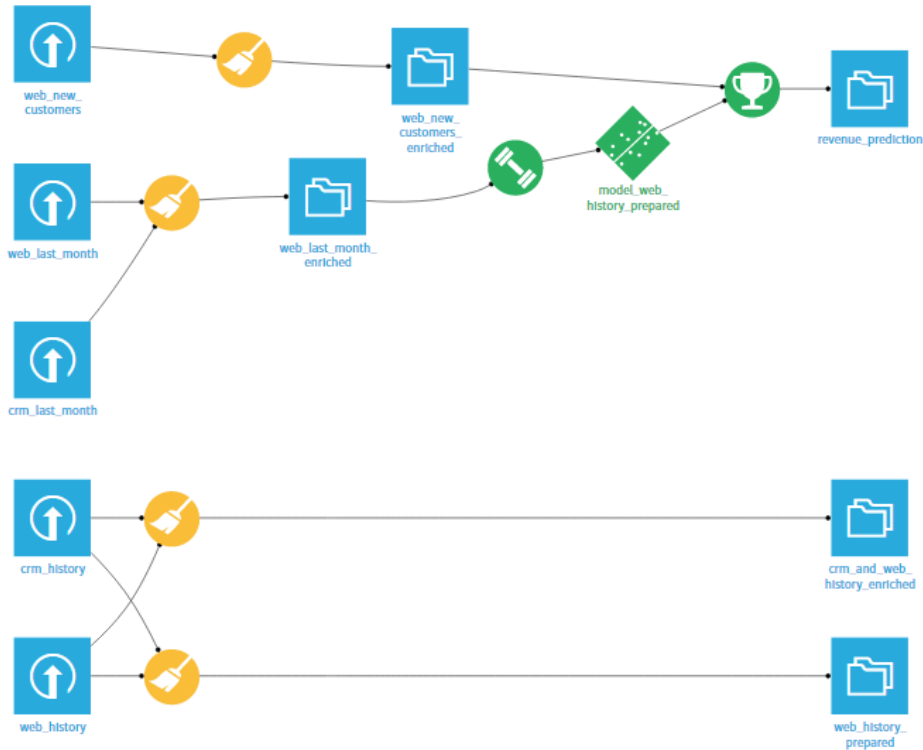 web_new_
customers
web_new_
customers_
enriched
revenue_prediction
model_web_
history_prepared
web_last_month
web_last_month_
enriched
crm_last_month
crm_history
crm_and_web_
history_enriched
web_history
web_history_
prepared